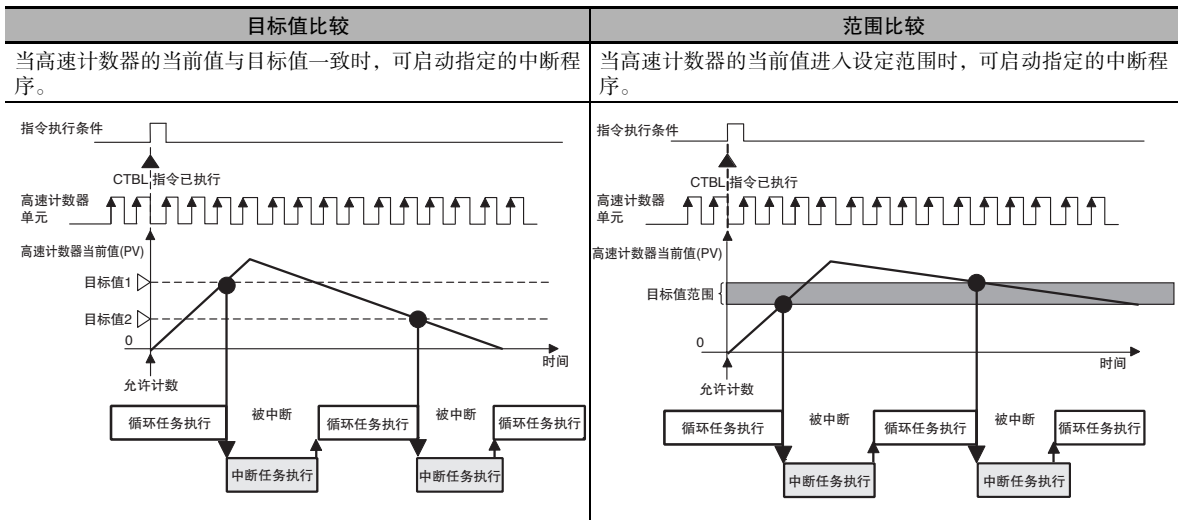 目标值比较
当高速计数器的当前值与目标值一致时，可启动指定的中断程
序。
指令执行条件
CTBL 指令已执行
高速计数器
单元
高速计数器当前值(PV)
目标值1
目标值2
0
时间
允许计数
循环任务执行
被中断
循环任务执行
被中断
循环任务执行
中断任务执行
中断任务执行
范围比较
当高速计数器的当前值进入设定范围时，可启动指定的中断程
序。
指令执行条件
CTBL 指令已执行
高速计数器
单元
高速计数器当前值(PV)
目标值范围
0
时间
允许计数
循环任务执行
被中断
循环任务执行
被中断
循环任务执行
中断任务执行
中断任务执行